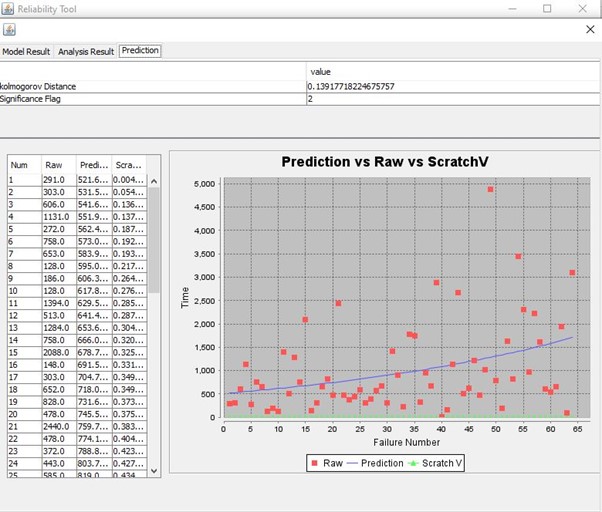 Reliability Tool
Model Result Analysis Result Prediction
value
kolmogorov Distance 0.13917718224675757
Significance Flag 2
Num Raw Predi... Scra...
1 291.0 521.6... 0.004...
2 303.0 531.5... 0.054...
3 606.0 541.6... 0.136...
4 1131.0 551.9... 0.137...
5 272.0 562.4... 0.187...
6 758.0 573.0... 0.192...
7 653.0 583.9... 0.193...
8 128.0 595.0... 0.217...
9 186.0 606.3... 0.264...
10 128.0 617.8... 0.276...
11 1394.0 629.5... 0.285...
12 513.0 641.4... 0.287...
13 1284.0 653.6... 0.304...
14 758.0 666.0... 0.320...
15 2088.0 678.7... 0.325...
16 148.0 691.5... 0.331...
17 303.0 704.7... 0.349...
18 652.0 718.0... 0.349...
19 828.0 731.6... 0.373...
20 478.0 745.5... 0.375...
21 2440.0 759.7... 0.383...
22 478.0 774.1... 0.404...
23 372.0 788.8... 0.423...
24 443.0 803.7... 0.427...
25 585.0 819.0... 0.434...
Prediction vs Raw vs ScratchV
5,000
4,500
4,000
3,500
3,000
2,500
2,000
1,500
1,000
500
0
Time
0 5 10 15 20 25 30 35 40 45 50 55 60 65
Failure Number
Raw Prediction Scratch V